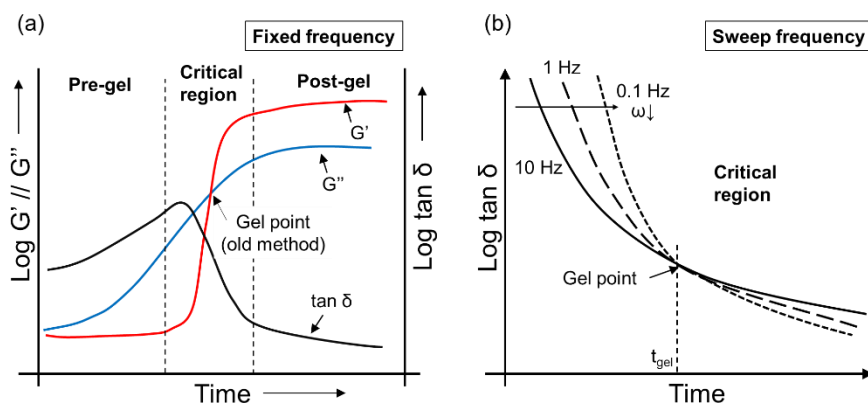 (a)
Fixed frequency
Pre-gel
Critical
region
Post-gel
Log G' // G''
G'
G''
Gel point
(old method)
tan δ
Log tan δ
Time
(b)
Sweep frequency
1 Hz
0.1 Hz
ω↓
10 Hz
Critical
region
Log tan δ
Gel point
t_gel
Time